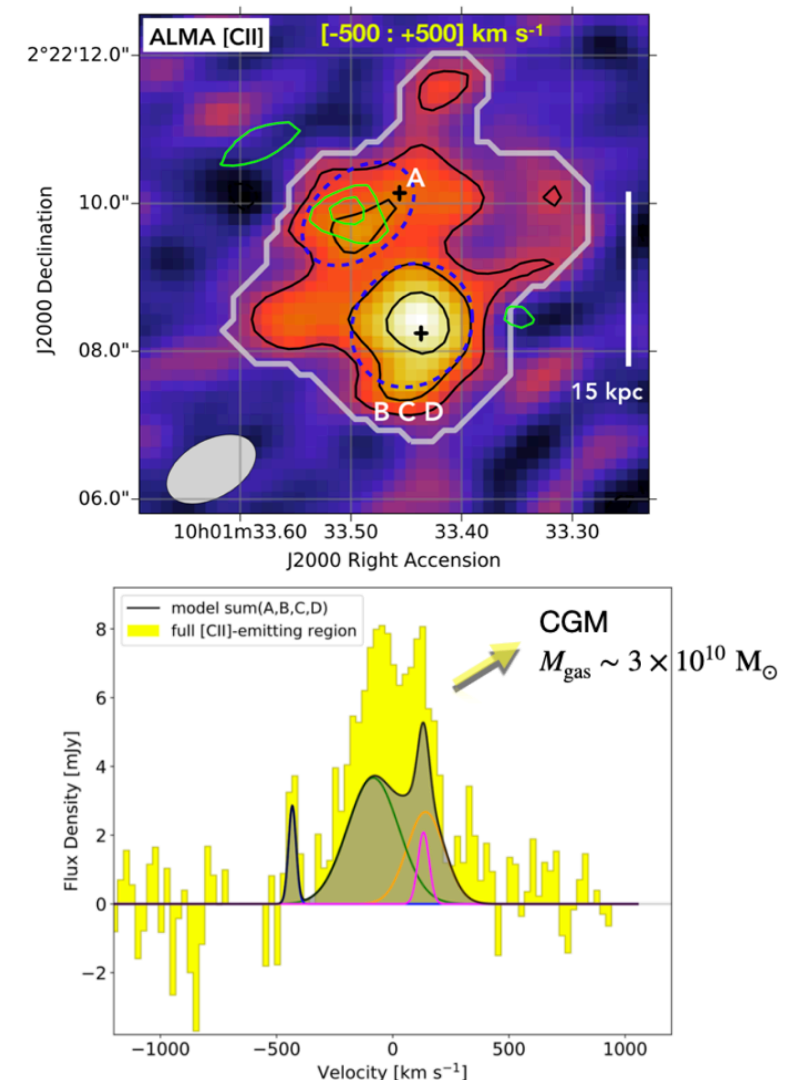 ALMA [CII]
[-500 : +500] km s⁻¹
2°22'12.0"
10.0"
08.0"
06.0"
J2000 Declination
A
B C D
15 kpc
10h01m33.60 33.50 33.40 33.30
J2000 Right Accension
model sum(A,B,C,D)
full [CII]-emitting region
CGM
M_gas ~ 3 × 10¹⁰ M_⊙
8
6
4
2
0
−2
Flux Density [mJy]
−1000 −500 0 500 1000
Velocity [km s⁻¹]